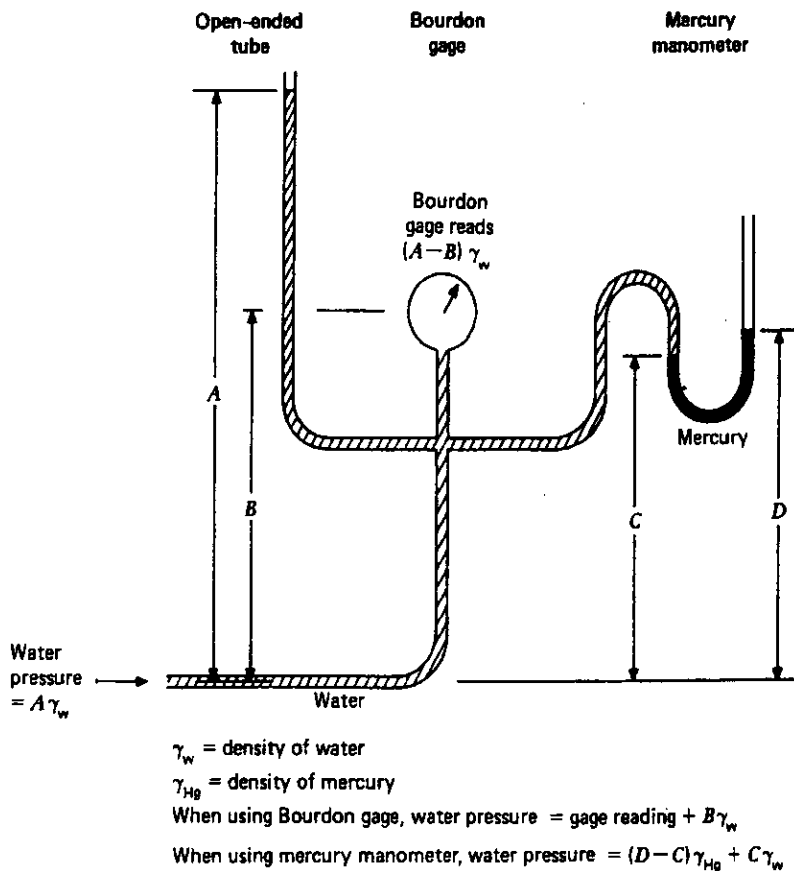 Open-ended
tube
Bourdon
gage
Mercury
manometer
Bourdon
gage reads
(A−B) γw
A
B
Mercury
C
D
Water
pressure
= Aγw
Water
γw = density of water
γHg = density of mercury
When using Bourdon gage, water pressure = gage reading + Bγw
When using mercury manometer, water pressure = (D−C) γHg + Cγw